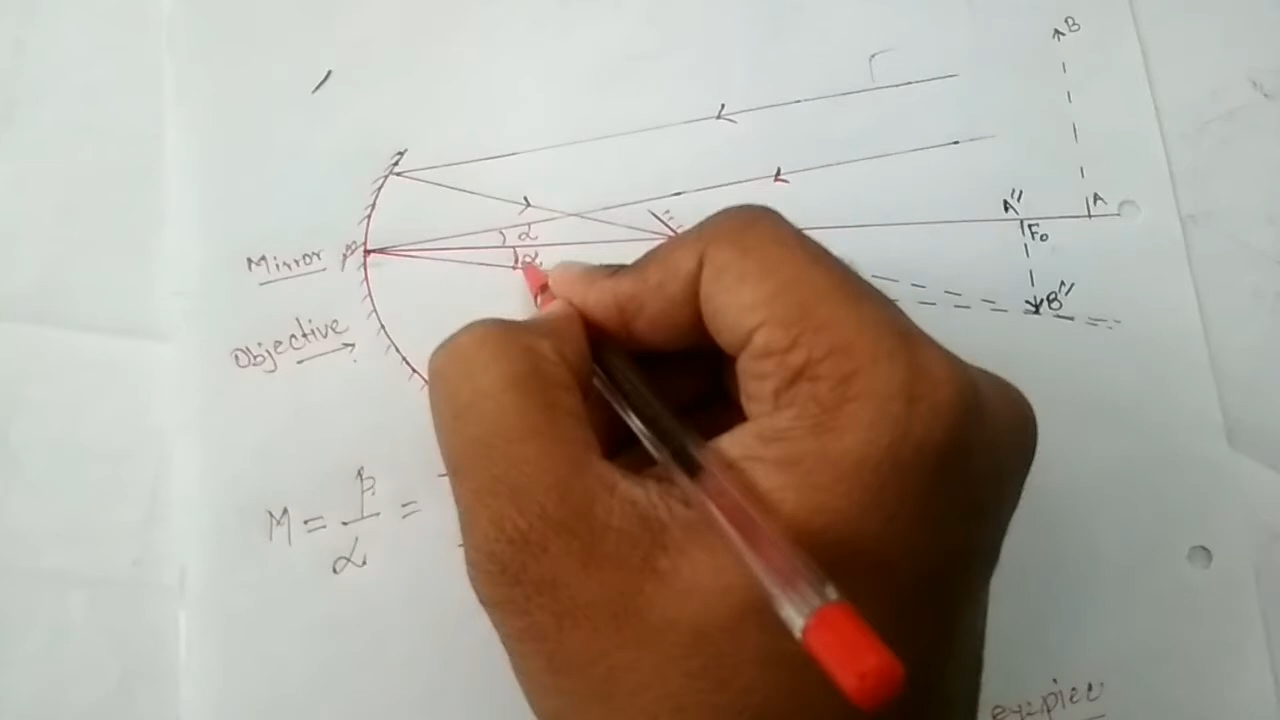 B
A''
A
F₀
α
α
Mirror
B''
Objective
M = β/α =